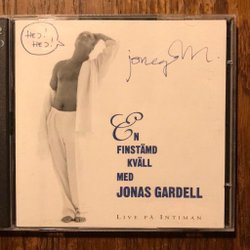 HEJ!
HEJ!
EN
FINSTÄMD
KVÄLL
MED
JONAS GARDELL
LIVE PÅ INTIMAN